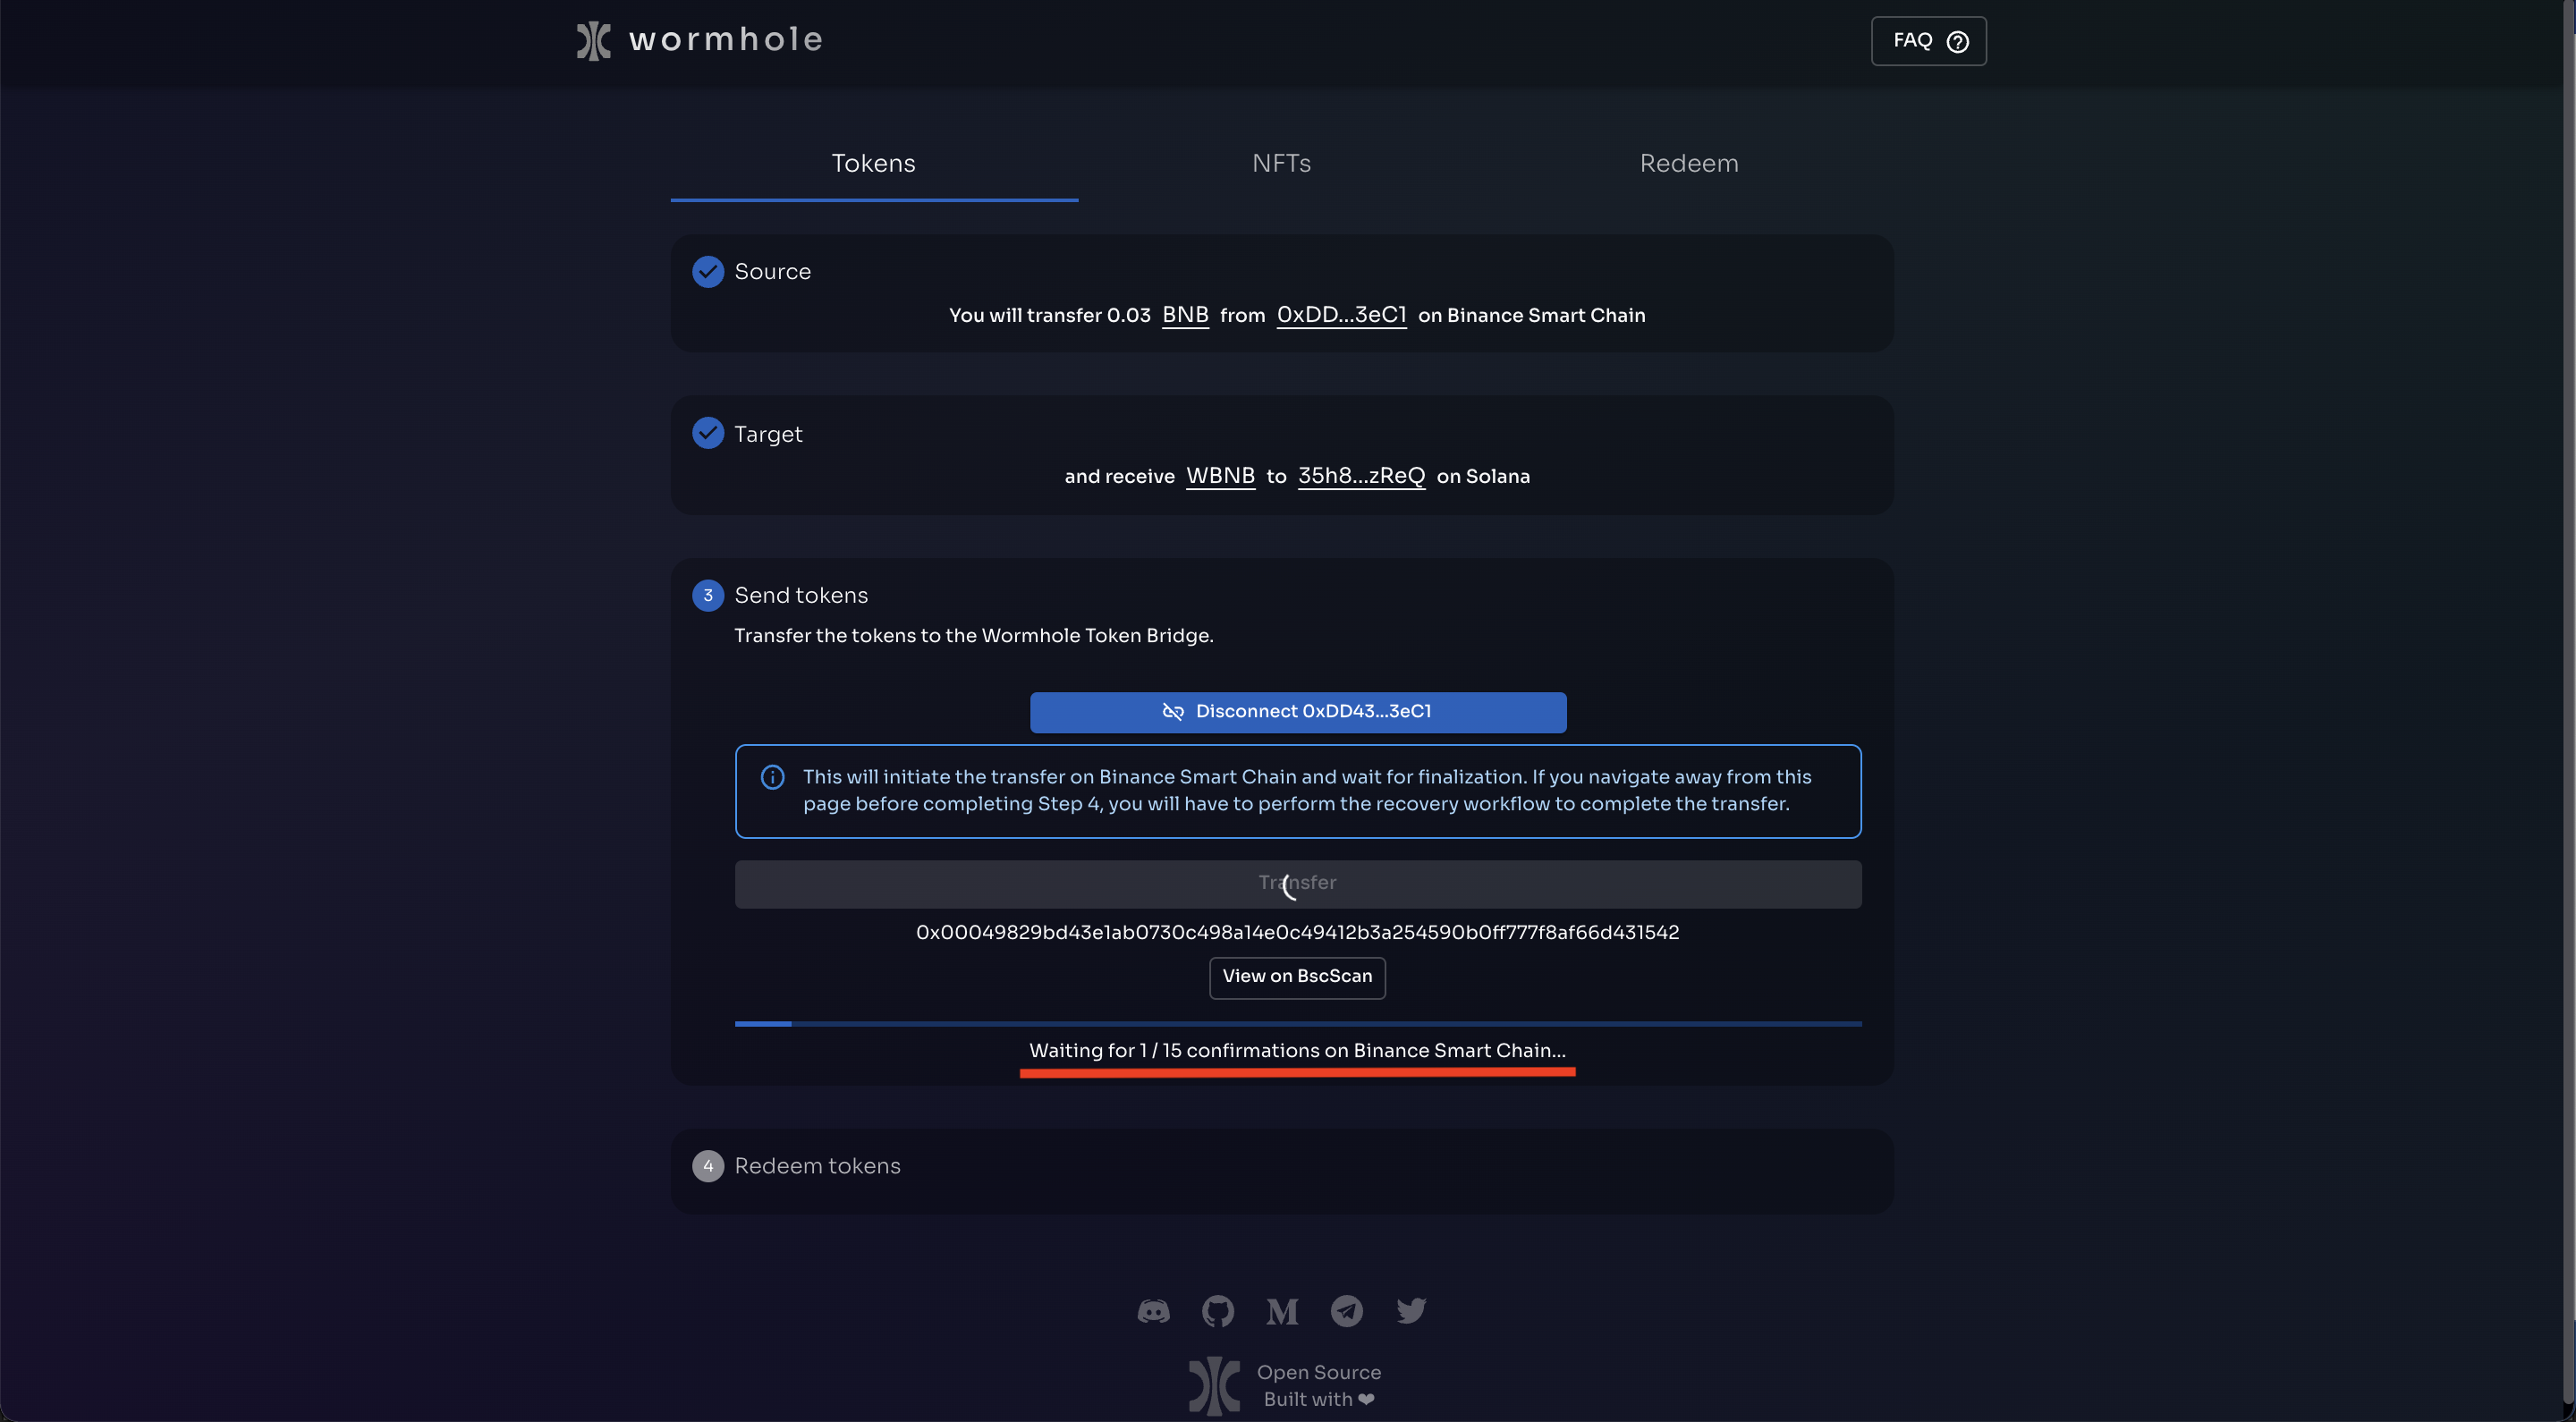 wormhole
FAQ
Tokens NFTs Redeem
Source
You will transfer 0.03 BNB from 0xDD...3eC1 on Binance Smart Chain
Target
and receive WBNB to 35h8...zReQ on Solana
3 Send tokens
Transfer the tokens to the Wormhole Token Bridge.
Disconnect 0xDD43...3eC1
This will initiate the transfer on Binance Smart Chain and wait for finalization. If you navigate away from this
page before completing Step 4, you will have to perform the recovery workflow to complete the transfer.
Transfer
0x00049829bd43e1ab0730c498a14e0c49412b3a254590b0ff777f8af66d431542
View on BscScan
Waiting for 1 / 15 confirmations on Binance Smart Chain...
4 Redeem tokens
Open Source
Built with ❤